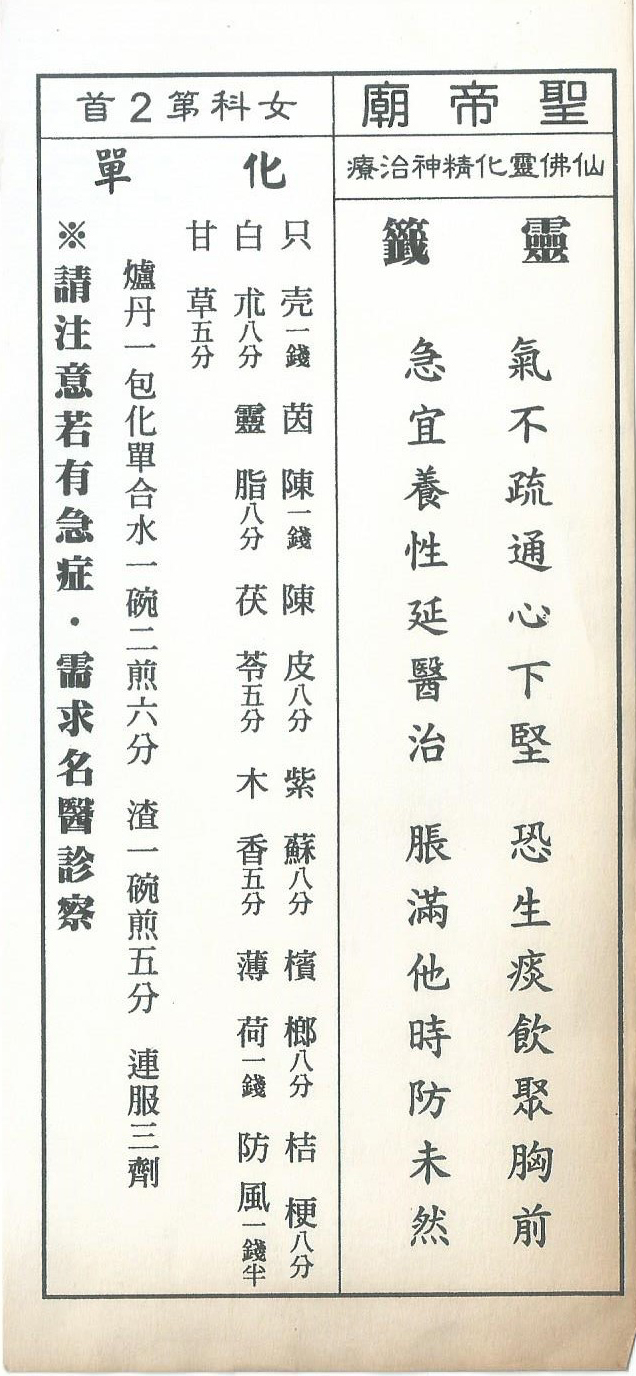 聖帝廟
仙佛靈化精神治療
靈籤
氣不疏通心下堅 恐生痰飲聚胸前
急宜養性延醫治 脹滿他時防未然
女科第2首
化單
只壳一錢 茵陳一錢 陳皮八分 紫蘇八分 檳榔八分 桔梗八分
白朮八分 靈脂八分 茯苓五分 木香五分 薄荷一錢 防風一錢半
甘草五分
爐丹一包化單合水一碗二煎六分 渣一碗煎五分 連服三劑
※請注意若有急症．需求名醫診察